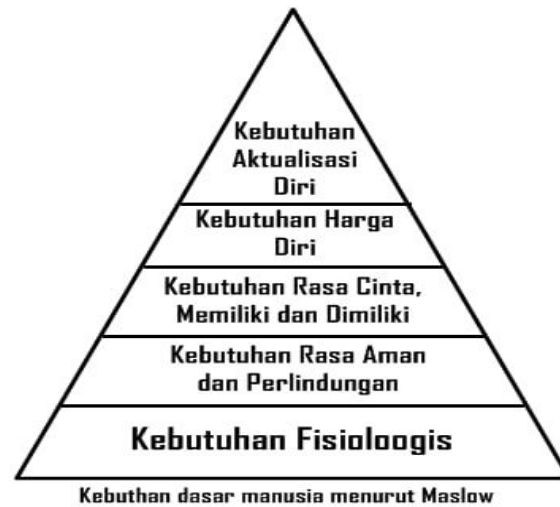 Kebutuhan
Aktualisasi
Diri
Kebutuhan Harga
Diri
Kebutuhan Rasa Cinta,
Memiliki dan Dimiliki
Kebutuhan Rasa Aman
dan Perlindungan
Kebutuhan Fisioloogis
Kebuthan dasar manusia menurut Maslow